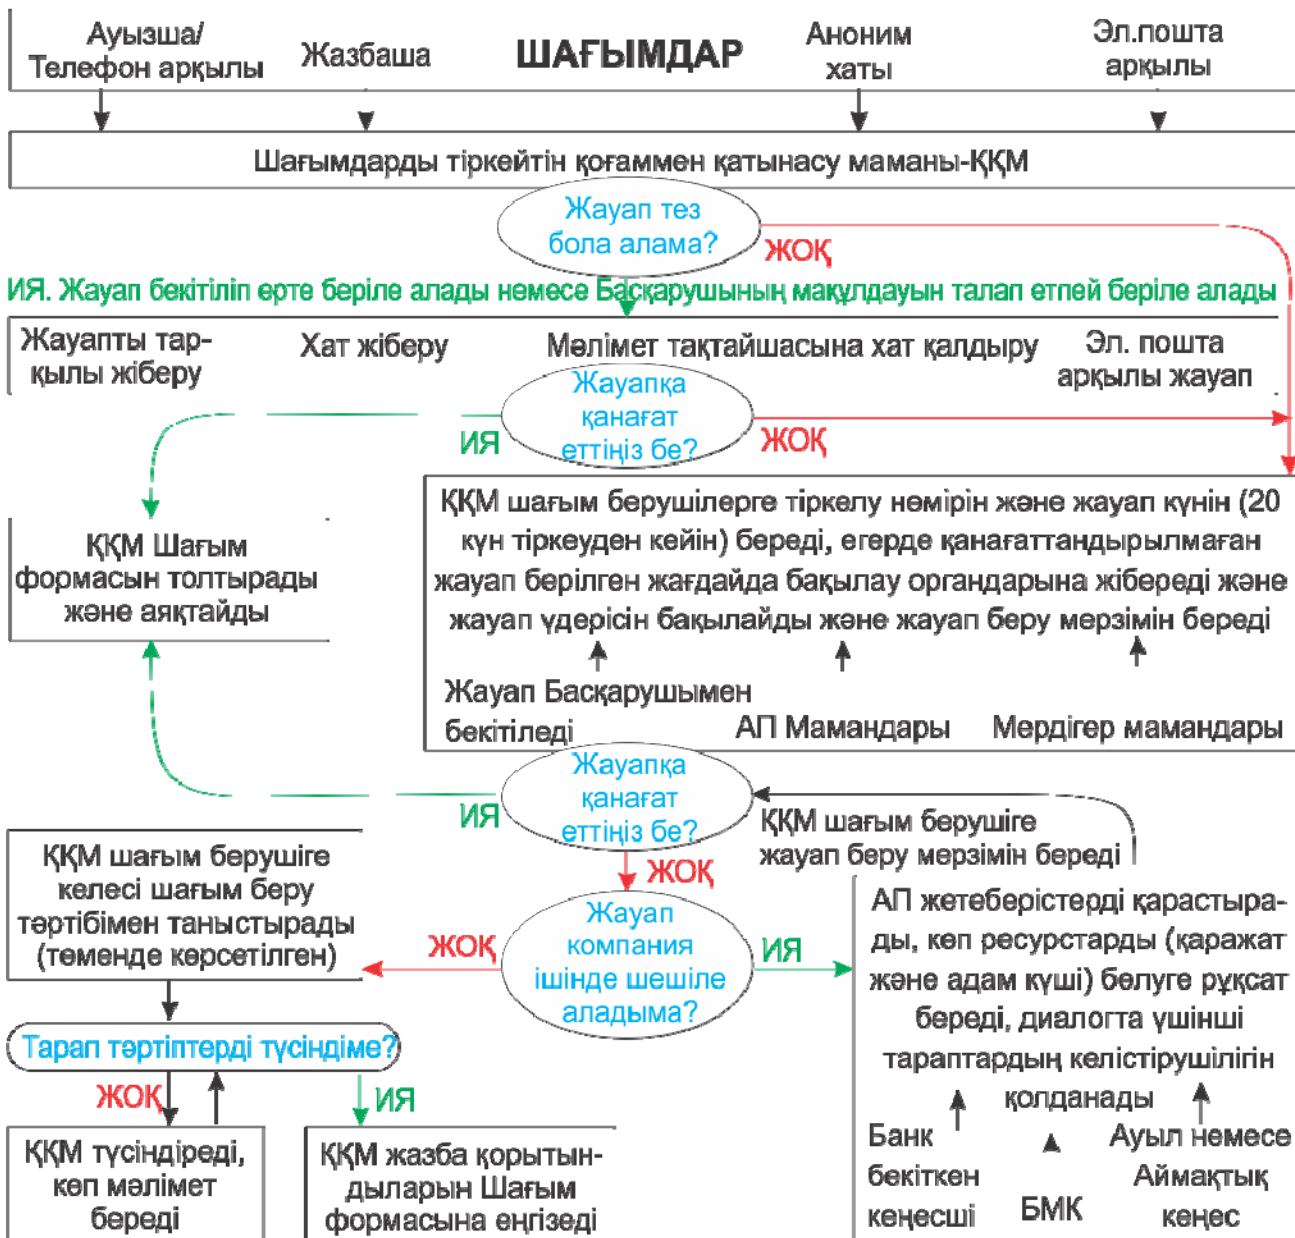 Ауызша/
Телефон арқылы
Жазбаша
ШАҒЫМДАР
Аноним
хаты
Эл.пошта
арқылы
Шағымдарды тіркейтін қоғаммен қатынасу маманы-ҚҚМ
Жауап тез
бола алама?
ЖОҚ
ИЯ. Жауап бекітіліп ерте беріле алады немесе Басқарушының мақұлдауын талап етпей беріле алады
Жауапты тар-
қылы жіберу
Хат жіберу
Мәлімет тақтайшасына хат қалдыру
Эл. пошта
арқылы жауап
Жауапқа
қанағат
еттіңіз бе?
ИЯ
ЖОҚ
ҚҚМ Шағым
формасын толтырады
және аяқтайды
ҚҚМ шағым берушілерге тіркелу нөмірін және жауап күнін (20
күн тіркеуден кейін) береді, егерде қанағаттандырылмаған
жауап берілген жағдайда бақылау органдарына жібереді және
жауап үдерісін бақылайды және жауап беру мерзімін береді
Жауап Басқарушымен
бекітіледі
АП Мамандары
Мердігер мамандары
Жауапқа
қанағат
еттіңіз бе?
ИЯ
ЖОҚ
ҚҚМ шағым берушіге
жауап беру мерзімін береді
ҚҚМ шағым берушіге
келесі шағым беру
тәртібімен таныстырады
(төменде көрсетілген)
Жауап
компания
ішінде шешіле
аладыма?
ЖОҚ
ИЯ
АП жетеберістерді қарастыра-
ды, көп ресурстарды (қаражат
және адам күші) бөлуге рұқсат
береді, диалогта үшінші
тараптардың келістірушілігін
қолданады
Тарап тәртіптерді түсіндіме?
ЖОҚ
ИЯ
ҚҚМ түсіндіреді,
көп мәлімет
береді
ҚҚМ жазба қорытын-
дыларын Шағым
формасына еңгізеді
Банк
бекіткен
кеңесші
БМК
Ауыл немесе
Аймақтық
кеңес